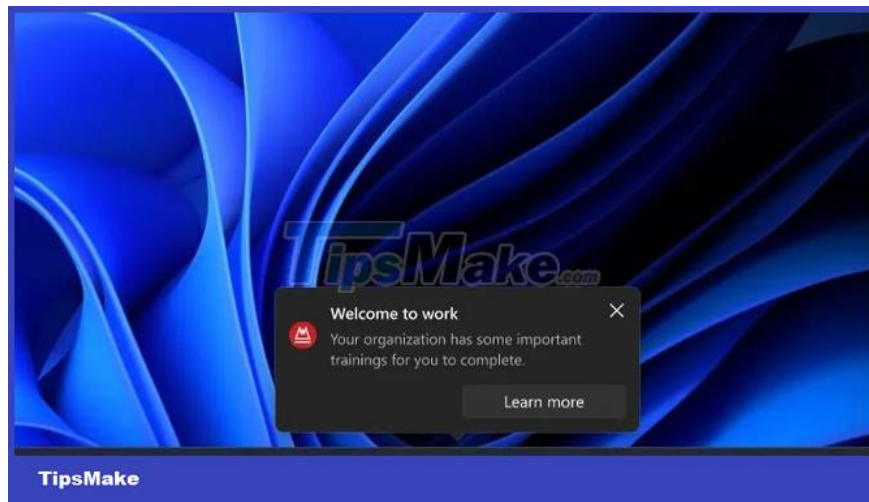 TipsMake.com
Welcome to work
Your organization has some important
trainings for you to complete.
Learn more
TipsMake